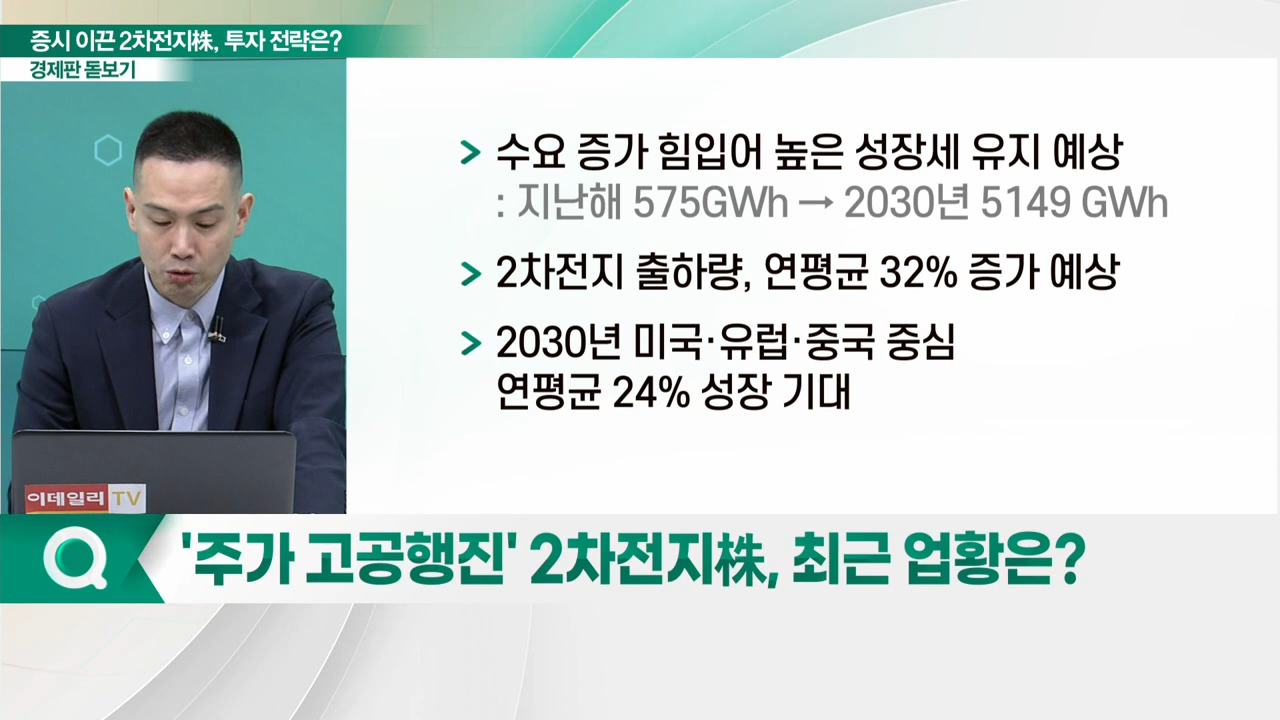 증시 이끈 2차전지株, 투자 전략은?
경제판 돋보기
> 수요 증가 힘입어 높은 성장세 유지 예상
: 지난해 575GWh → 2030년 5149 GWh
> 2차전지 출하량, 연평균 32% 증가 예상
> 2030년 미국·유럽·중국 중심
연평균 24% 성장 기대
이데일리TV
Q '주가 고공행진' 2차전지株, 최근 업황은?